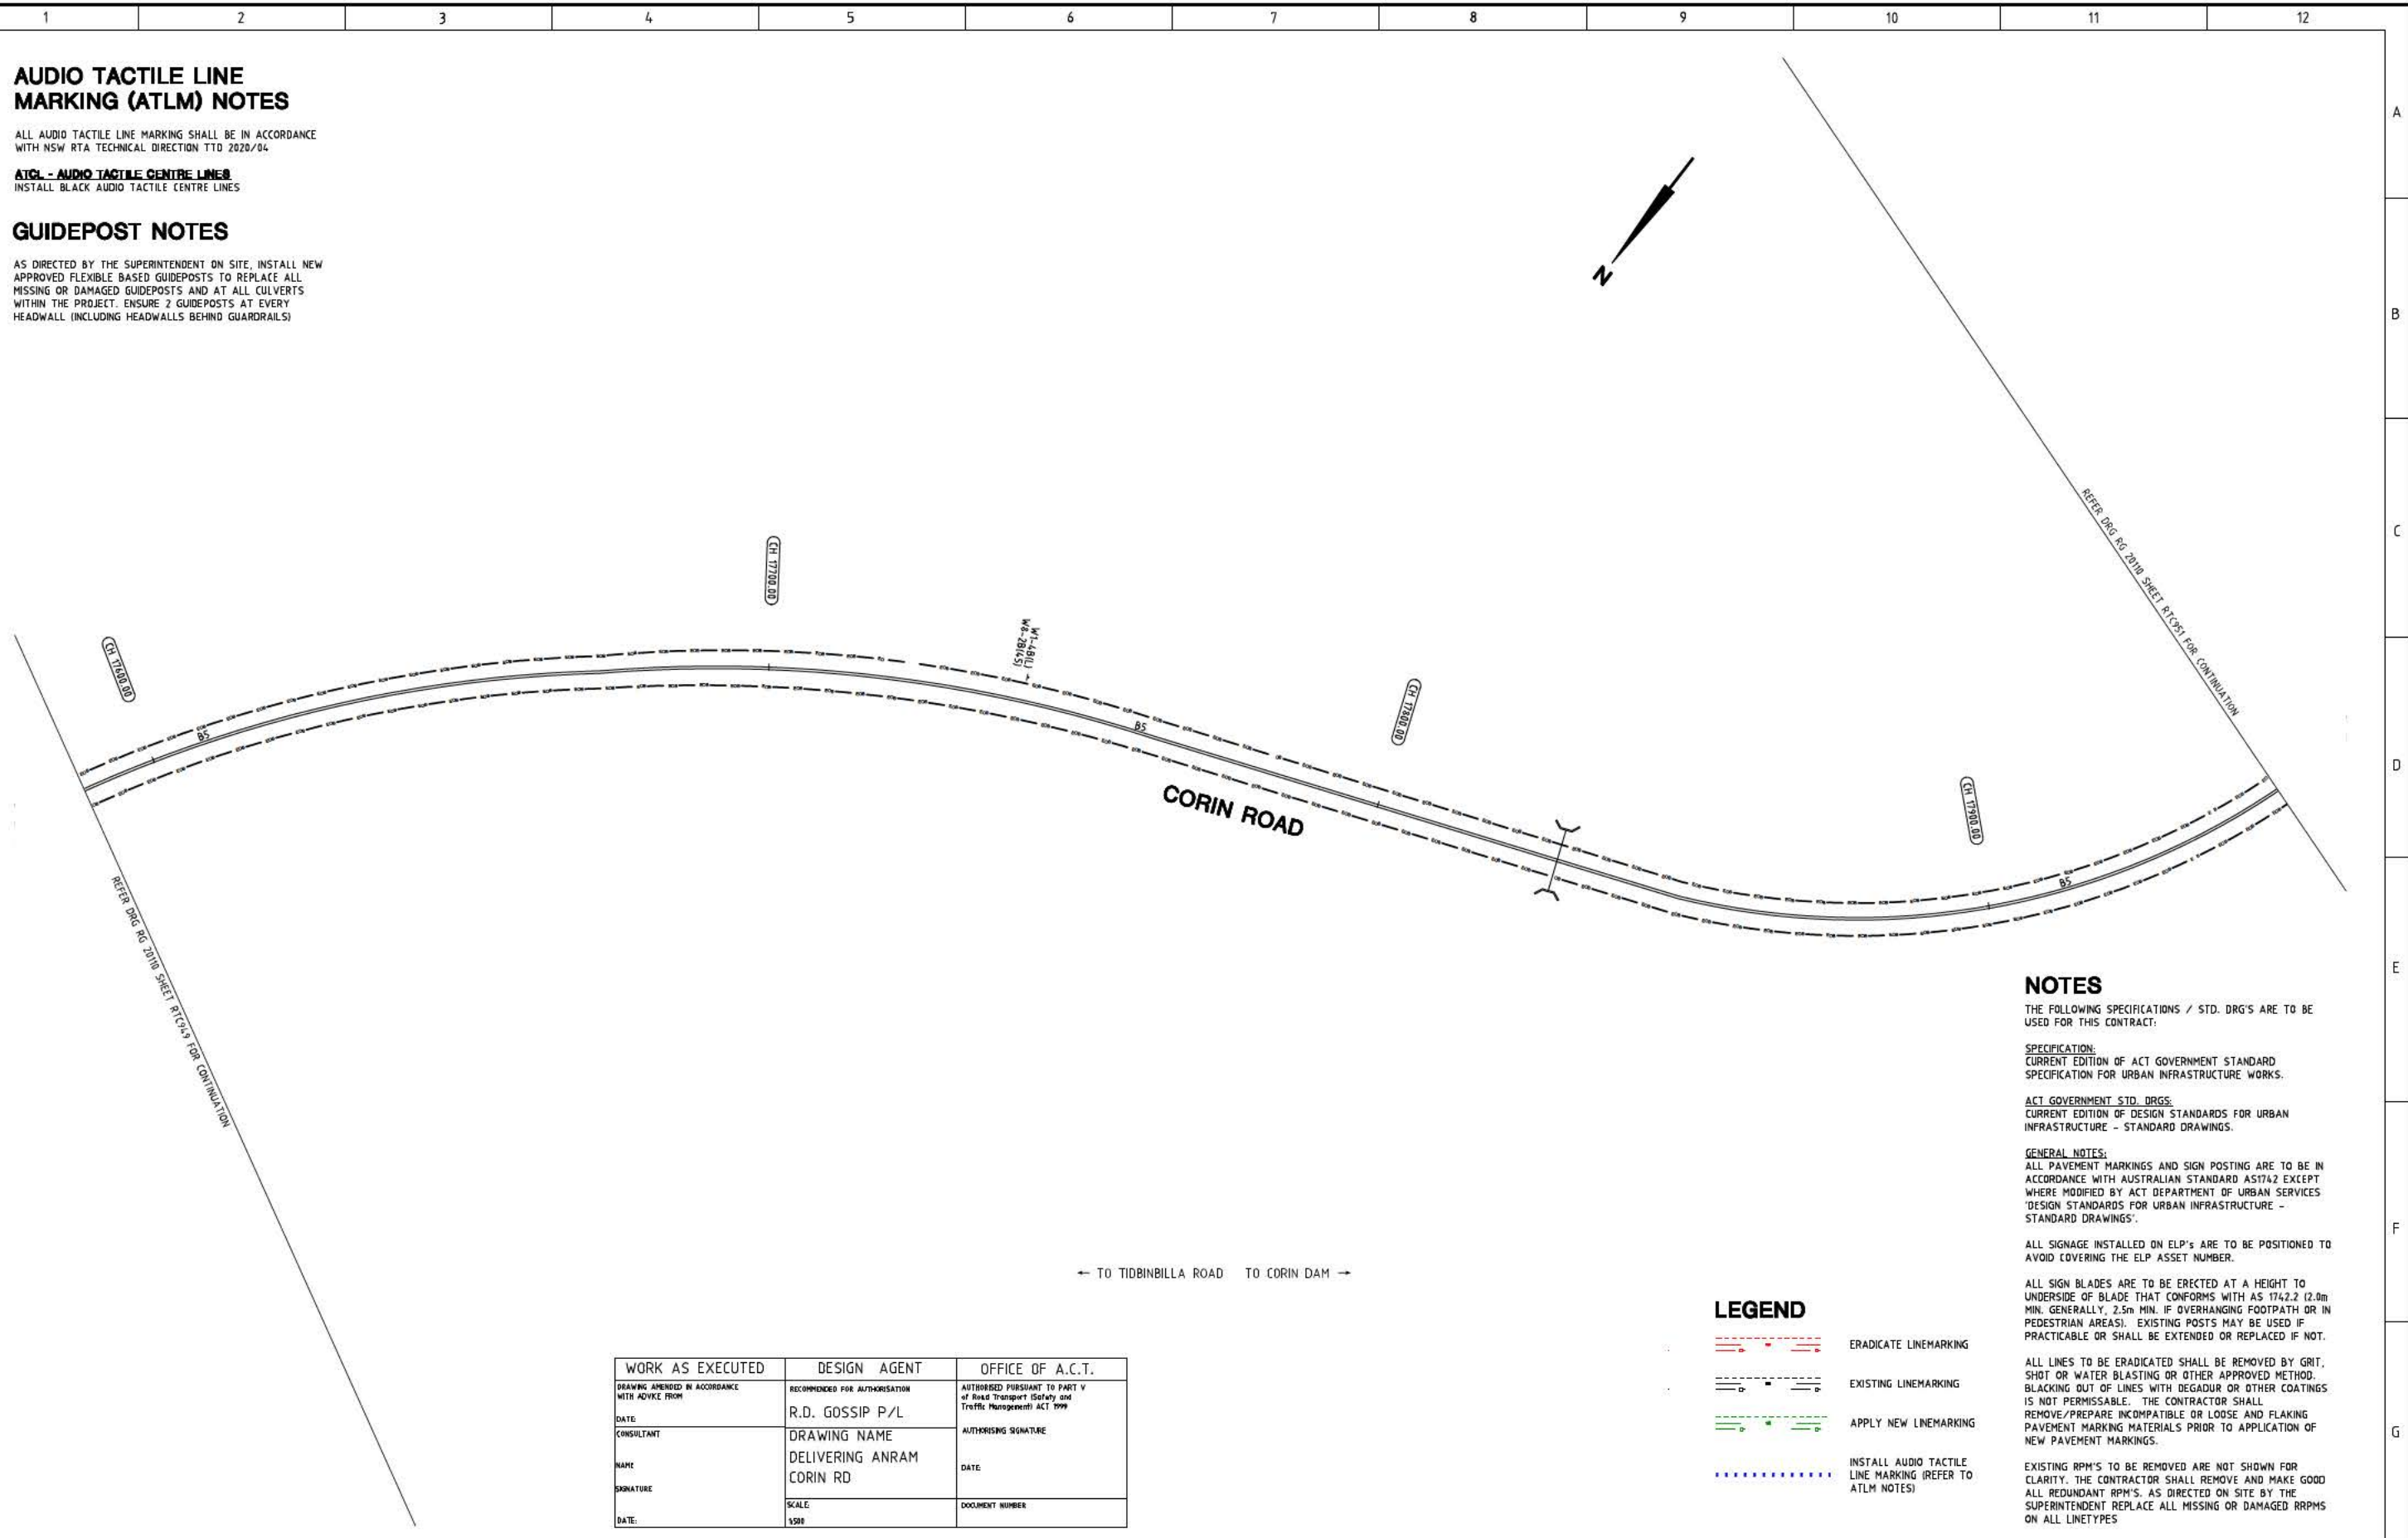 1 2 3 4 5 6 7 8 9 10 11 12
A
B
C
D
E
F
G
AUDIO TACTILE LINE
MARKING (ATLM) NOTES
ALL AUDIO TACTILE LINE MARKING SHALL BE IN ACCORDANCE
WITH NSW RTA TECHNICAL DIRECTION TTD 2020/04
ATCL - AUDIO TACTILE CENTRE LINES
INSTALL BLACK AUDIO TACTILE CENTRE LINES
GUIDEPOST NOTES
AS DIRECTED BY THE SUPERINTENDENT ON SITE, INSTALL NEW
APPROVED FLEXIBLE BASED GUIDEPOSTS TO REPLACE ALL
MISSING OR DAMAGED GUIDEPOSTS AND AT ALL CULVERTS
WITHIN THE PROJECT. ENSURE 2 GUIDEPOSTS AT EVERY
HEADWALL (INCLUDING HEADWALLS BEHIND GUARDRAILS)
N
REFER DRG RG 20110 SHEET RTC951 FOR CONTINUATION
CH 17600.00
CH 17700.00
W1-4B(L)
W8-2B(45)
CH 17800.00
CH 17900.00
B5
B5
B5
CORIN ROAD
REFER DRG RG 20110 SHEET RTC949 FOR CONTINUATION
← TO TIDBINBILLA ROAD TO CORIN DAM →
WORK AS EXECUTED
DRAWING AMENDED IN ACCORDANCE
WITH ADVKE FROM
DATE:
CONSULTANT
NAME
SIGNATURE
DATE:
DESIGN AGENT
RECOMMENDED FOR AUTHORISATION
R.D. GOSSIP P/L
DRAWING NAME
DELIVERING ANRAM
CORIN RD
SCALE:
1:500
OFFICE OF A.C.T.
AUTHORISED PURSUANT TO PART V
of Road Transport (Safety and
Traffic Management) ACT 1999
AUTHORISING SIGNATURE
DATE:
DOCUMENT NUMBER
LEGEND
ERADICATE LINEMARKING
EXISTING LINEMARKING
APPLY NEW LINEMARKING
INSTALL AUDIO TACTILE
LINE MARKING (REFER TO
ATLM NOTES)
NOTES
THE FOLLOWING SPECIFICATIONS / STD. DRG'S ARE TO BE
USED FOR THIS CONTRACT:
SPECIFICATION:
CURRENT EDITION OF ACT GOVERNMENT STANDARD
SPECIFICATION FOR URBAN INFRASTRUCTURE WORKS.
ACT GOVERNMENT STD. DRGS:
CURRENT EDITION OF DESIGN STANDARDS FOR URBAN
INFRASTRUCTURE - STANDARD DRAWINGS.
GENERAL NOTES:
ALL PAVEMENT MARKINGS AND SIGN POSTING ARE TO BE IN
ACCORDANCE WITH AUSTRALIAN STANDARD AS1742 EXCEPT
WHERE MODIFIED BY ACT DEPARTMENT OF URBAN SERVICES
'DESIGN STANDARDS FOR URBAN INFRASTRUCTURE -
STANDARD DRAWINGS'.
ALL SIGNAGE INSTALLED ON ELP's ARE TO BE POSITIONED TO
AVOID COVERING THE ELP ASSET NUMBER.
ALL SIGN BLADES ARE TO BE ERECTED AT A HEIGHT TO
UNDERSIDE OF BLADE THAT CONFORMS WITH AS 1742.2 (2.0m
MIN. GENERALLY, 2.5m MIN. IF OVERHANGING FOOTPATH OR IN
PEDESTRIAN AREAS). EXISTING POSTS MAY BE USED IF
PRACTICABLE OR SHALL BE EXTENDED OR REPLACED IF NOT.
ALL LINES TO BE ERADICATED SHALL BE REMOVED BY GRIT,
SHOT OR WATER BLASTING OR OTHER APPROVED METHOD.
BLACKING OUT OF LINES WITH DEGADUR OR OTHER COATINGS
IS NOT PERMISSABLE. THE CONTRACTOR SHALL
REMOVE/PREPARE INCOMPATIBLE OR LOOSE AND FLAKING
PAVEMENT MARKING MATERIALS PRIOR TO APPLICATION OF
NEW PAVEMENT MARKINGS.
EXISTING RPM'S TO BE REMOVED ARE NOT SHOWN FOR
CLARITY. THE CONTRACTOR SHALL REMOVE AND MAKE GOOD
ALL REDUNDANT RPM'S. AS DIRECTED ON SITE BY THE
SUPERINTENDENT REPLACE ALL MISSING OR DAMAGED RRPMS
ON ALL LINETYPES